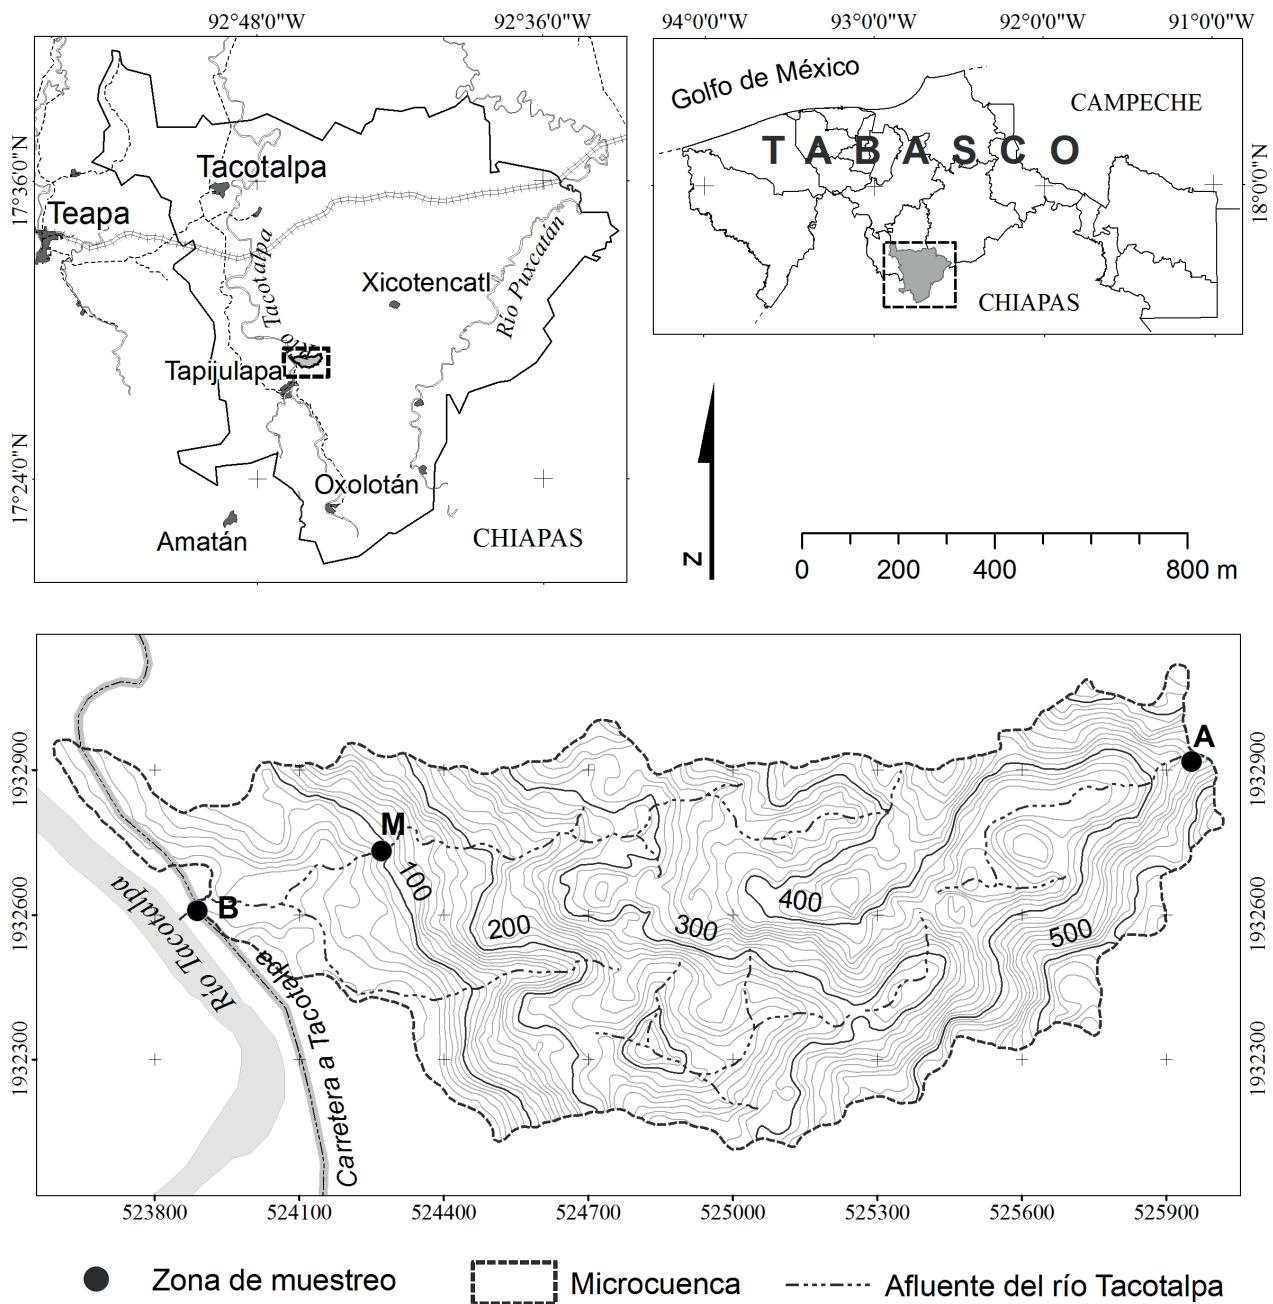 92°48'0"W
92°36'0"W
94°0'0"W
93°0'0"W
92°0'0"W
91°0'0"W
17°36'0"N
17°24'0"N
Tacotalpa
Teapa
Río Tacotalpa
Xicotencatl
Río Puxcatán
Tapijulapa
Oxolotán
Amatán
CHIAPAS
Golfo de México
CAMPECHE
TABASCO
CHIAPAS
18°0'0"N
N
0 200 400 800 m
1932900
1932600
1932300
A
M
B
100
200
300
400
500
Río Tacotalpa
Carretera a Tacotalpa
1932900
1932600
1932300
523800 524100 524400 524700 525000 525300 525600 525900
Zona de muestreo
Microcuenca
Afluente del río Tacotalpa